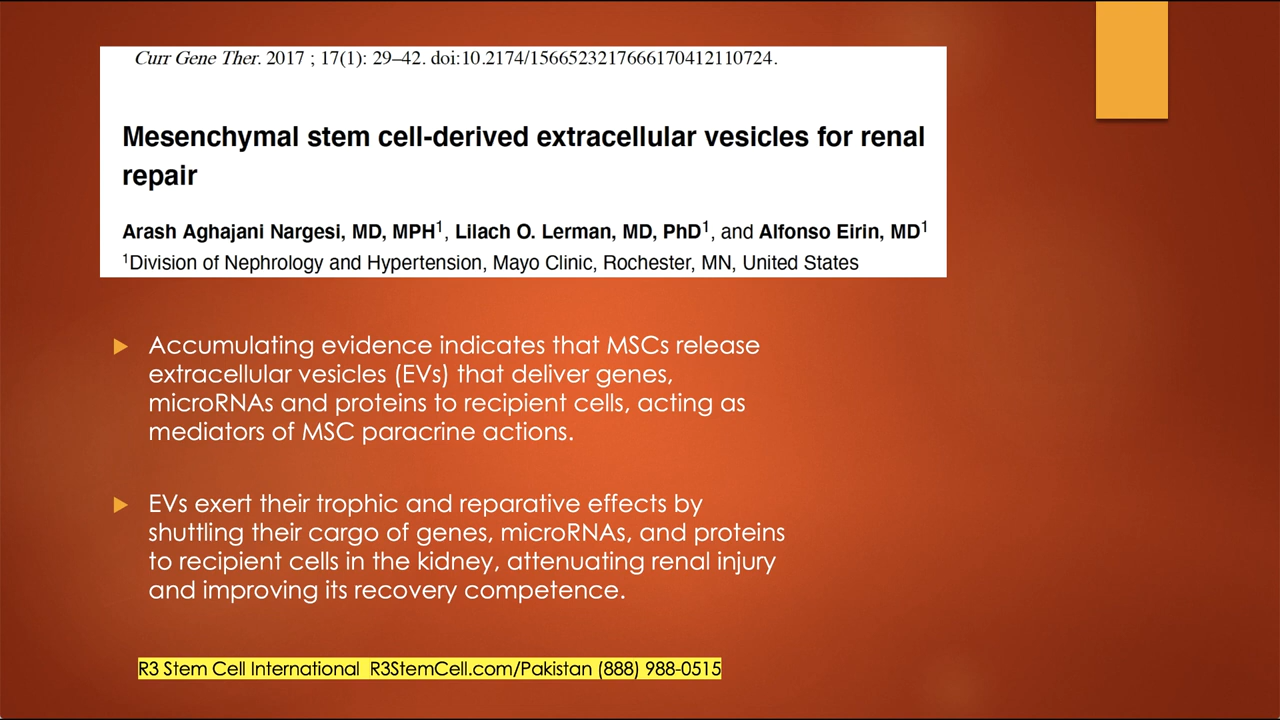 Curr Gene Ther. 2017 ; 17(1): 29–42. doi:10.2174/1566523217666170412110724.
Mesenchymal stem cell-derived extracellular vesicles for renal
repair
Arash Aghajani Nargesi, MD, MPH1, Lilach O. Lerman, MD, PhD1, and Alfonso Eirin, MD1
1Division of Nephrology and Hypertension, Mayo Clinic, Rochester, MN, United States
Accumulating evidence indicates that MSCs release
extracellular vesicles (EVs) that deliver genes,
microRNAs and proteins to recipient cells, acting as
mediators of MSC paracrine actions.
EVs exert their trophic and reparative effects by
shuttling their cargo of genes, microRNAs, and proteins
to recipient cells in the kidney, attenuating renal injury
and improving its recovery competence.
R3 Stem Cell International R3StemCell.com/Pakistan (888) 988-0515